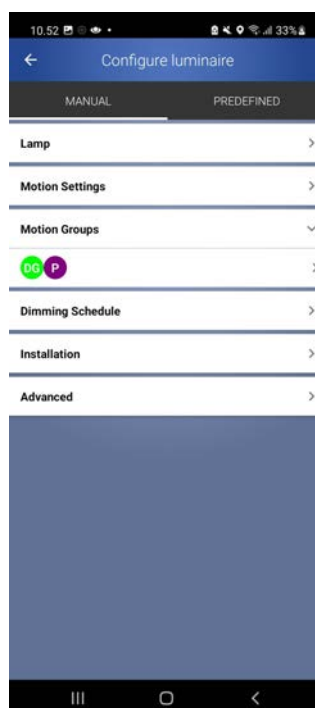 10.52 33%
Configure luminaire
MANUAL PREDEFINED
Lamp
Motion Settings
Motion Groups
DG P
Dimming Schedule
Installation
Advanced